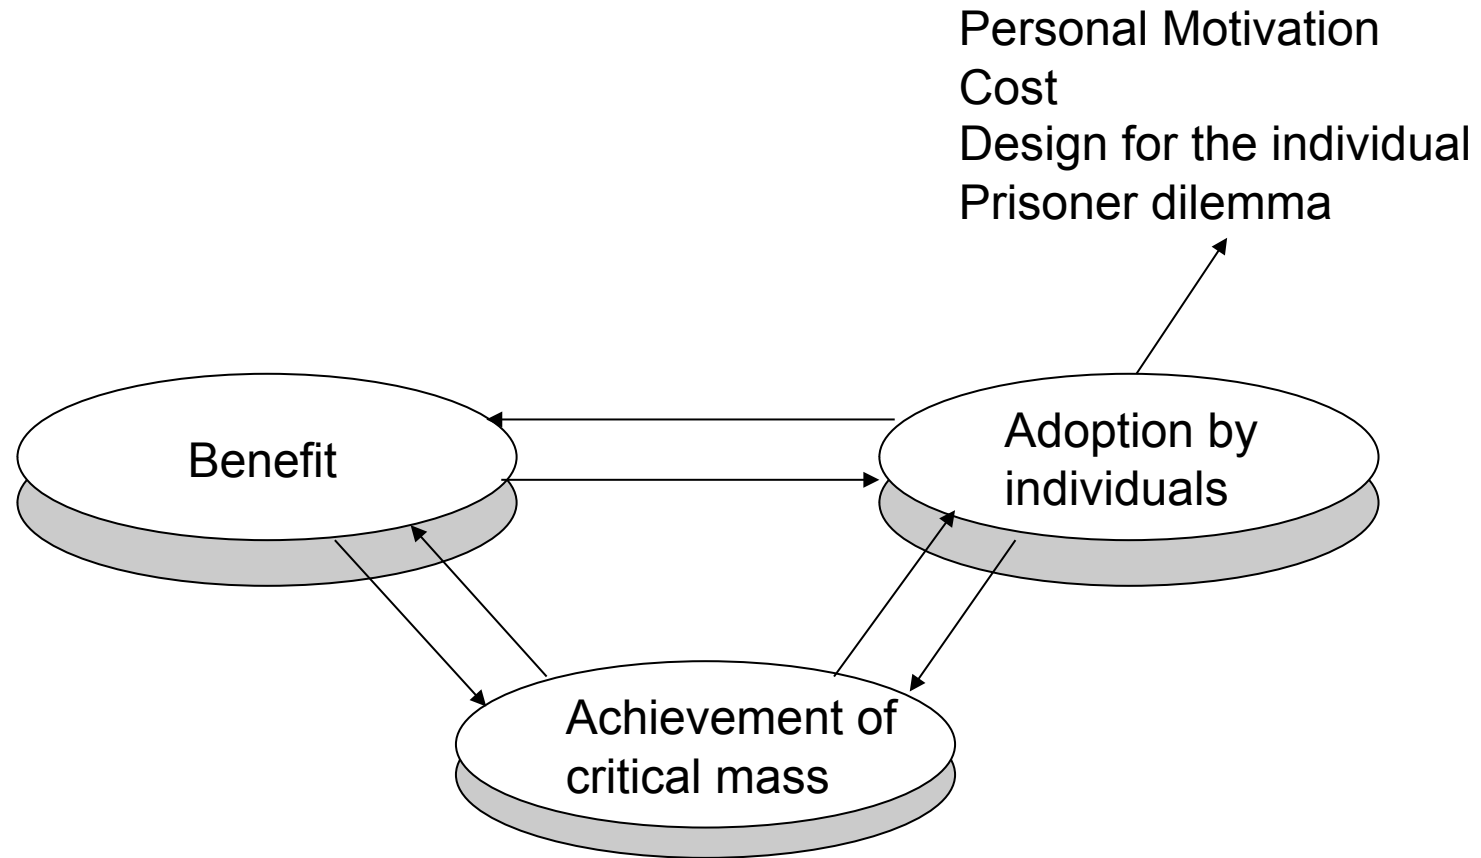 Personal Motivation
Cost
Design for the individual
Prisoner dilemma
Benefit
Adoption by
individuals
Achievement of
critical mass